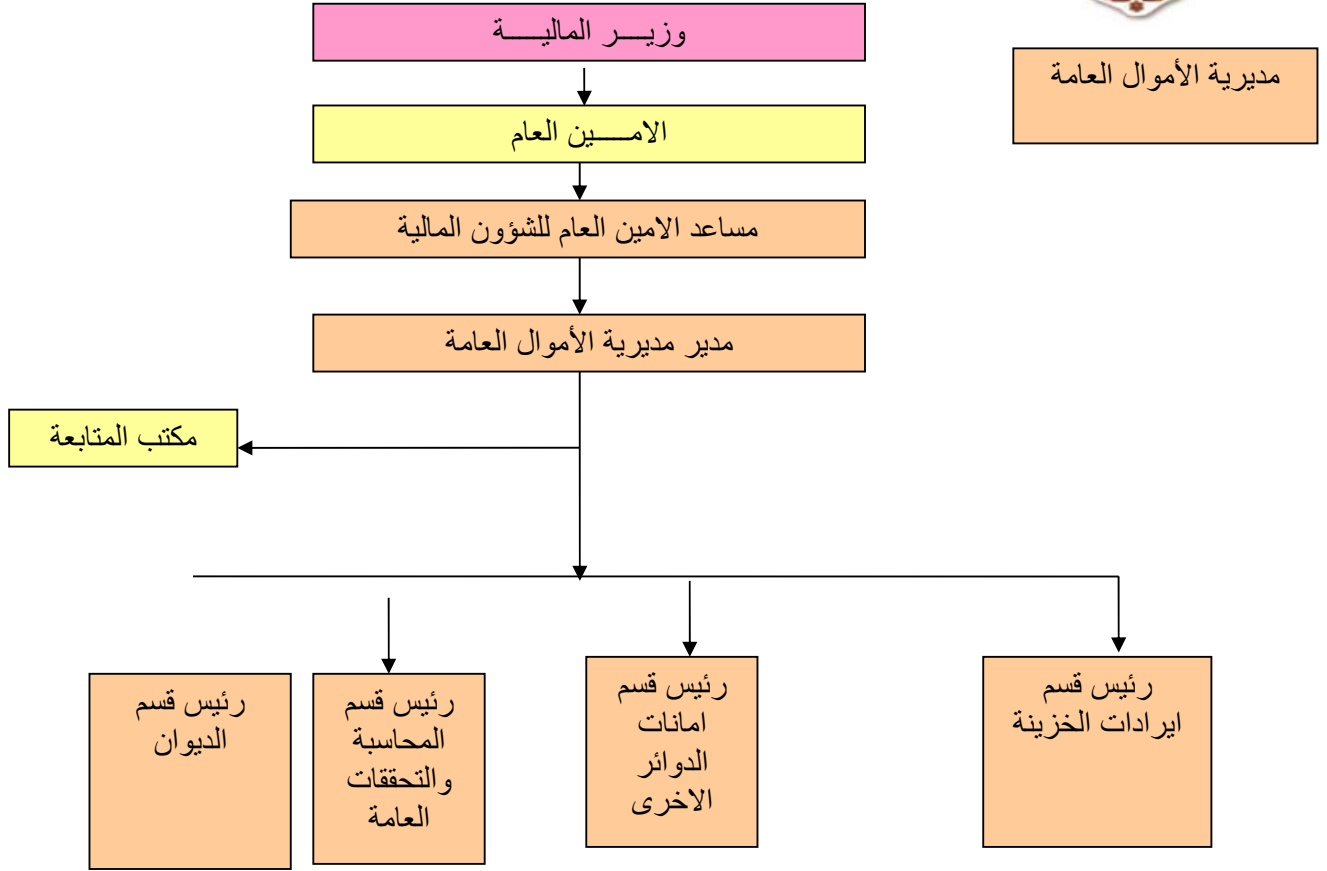 وزيـــر الماليـــة
مديرية الأموال العامة
الامـــين العام
مساعد الامين العام للشؤون المالية
مدير مديرية الأموال العامة
مكتب المتابعة
رئيس قسم
ايرادات الخزينة
رئيس قسم
امانات
الدوائر
الاخرى
رئيس قسم
المحاسبة
والتحققات
العامة
رئيس قسم
الديوان